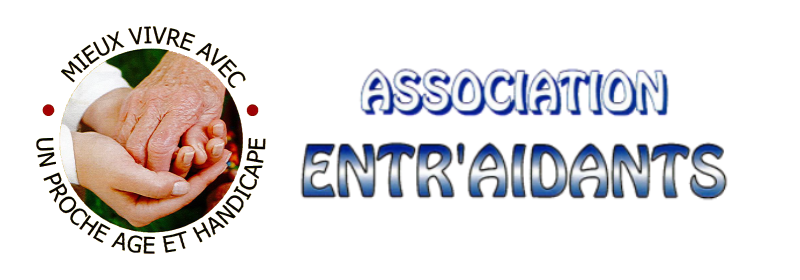 MIEUX VIVRE AVEC
UN PROCHE AGE ET HANDICAPE
ASSOCIATION
ENTR'AIDANTS